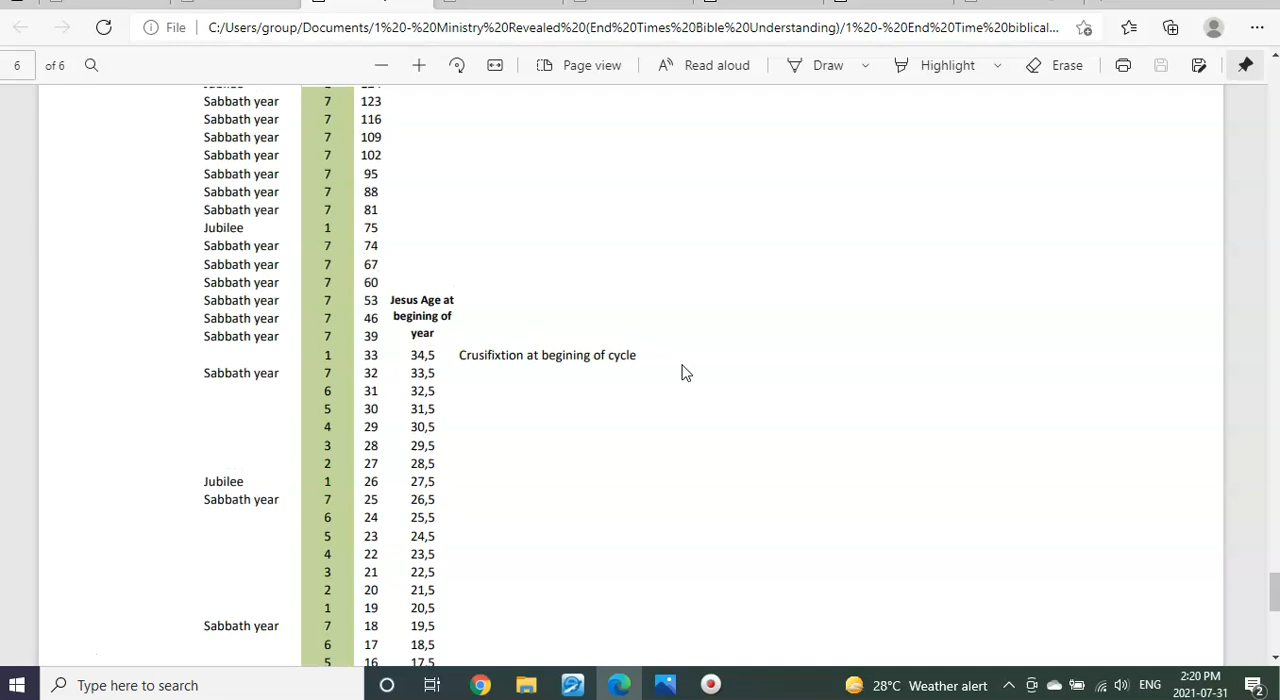 File C:/Users/group/Documents/1%20-%20Ministry%20Revealed%20(End%20Times%20Bible%20Understanding)/1%20-%20End%20Time%20biblical...
6 of 6 Page view Read aloud Draw Highlight Erase
Sabbath year 7 123
Sabbath year 7 116
Sabbath year 7 109
Sabbath year 7 102
Sabbath year 7 95
Sabbath year 7 88
Sabbath year 7 81
Jubilee 1 75
Sabbath year 7 74
Sabbath year 7 67
Sabbath year 7 60
Sabbath year 7 53 Jesus Age at
Sabbath year 7 46 begining of
Sabbath year 7 39 year
1 33 34,5 Crusifixtion at begining of cycle
Sabbath year 7 32 33,5
6 31 32,5
5 30 31,5
4 29 30,5
3 28 29,5
2 27 28,5
Jubilee 1 26 27,5
Sabbath year 7 25 26,5
6 24 25,5
5 23 24,5
4 22 23,5
3 21 22,5
2 20 21,5
1 19 20,5
Sabbath year 7 18 19,5
6 17 18,5
5 16 17,5
Type here to search 28°C Weather alert ENG 2:20 PM
2021-07-31 2